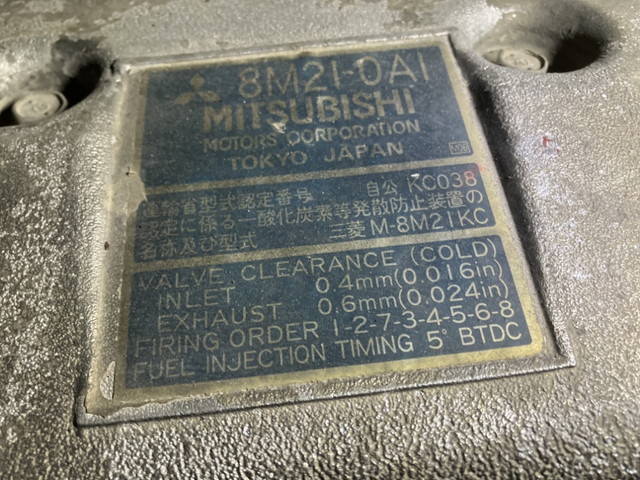 8M21-0A1
MITSUBISHI
MOTORS CORPORATION
TOKYO JAPAN
運輸省型式認定番号 自公 KC038
認定に係る一酸化炭素等発散防止装置の
名称及び型式 三菱 M-8M21KC
VALVE CLEARANCE (COLD)
INLET 0.4mm(0.016in)
EXHAUST 0.6mm(0.024in)
FIRING ORDER 1-2-7-3-4-5-6-8
FUEL INJECTION TIMING 5° BTDC